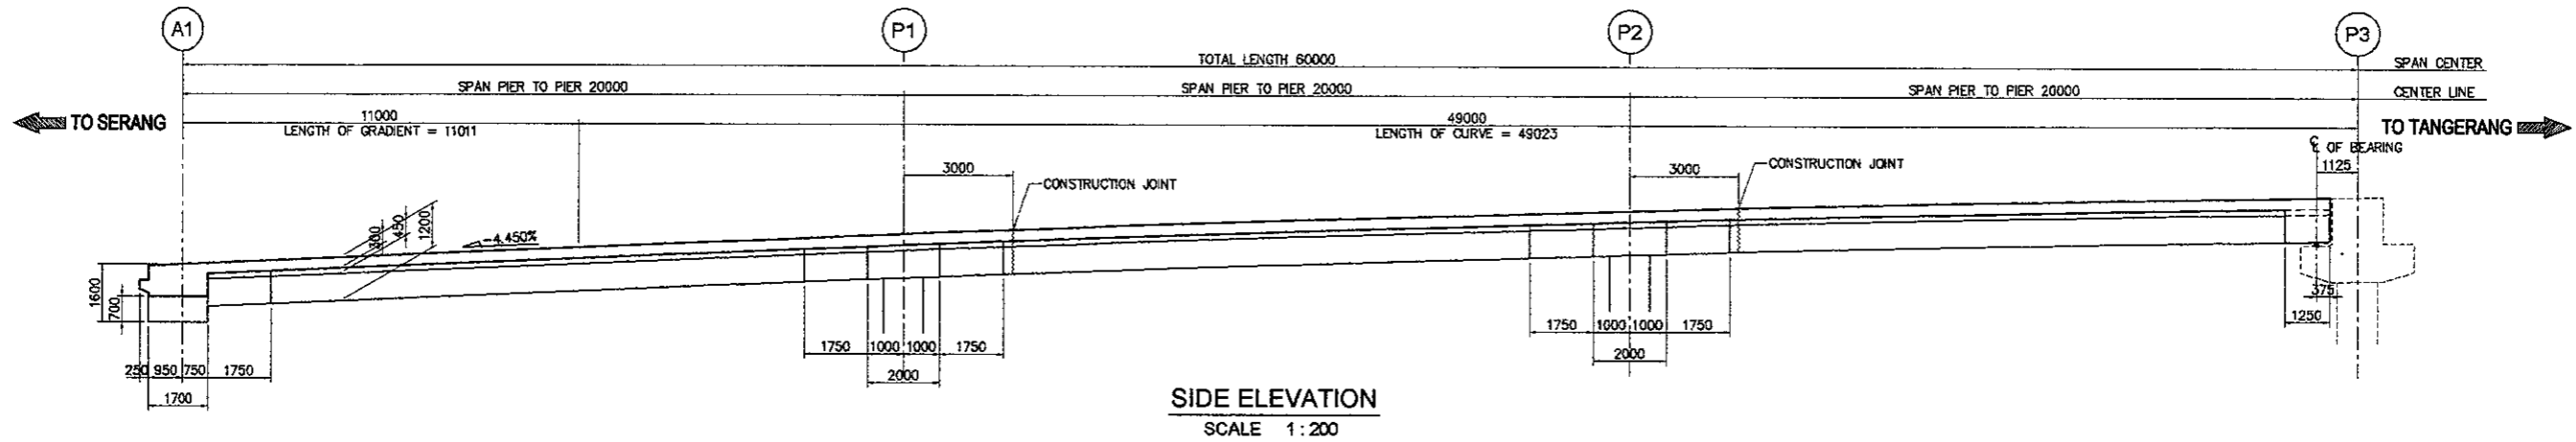 A1
P1
P2
P3
TOTAL LENGTH 60000
SPAN CENTER
SPAN PIER TO PIER 20000
SPAN PIER TO PIER 20000
SPAN PIER TO PIER 20000
CENTER LINE
TO SERANG
11000
LENGTH OF GRADIENT = 11011
49000
LENGTH OF CURVE = 49023
TO TANGERANG
℄ OF BEARING
1125
3000
CONSTRUCTION JOINT
3000
CONSTRUCTION JOINT
300
450
1200
-4.450%
1600
700
375
1250
1750
1000
1000
1750
2000
1750
1000
1000
1750
2000
250
950
750
1750
1700
SIDE ELEVATION
SCALE 1 : 200